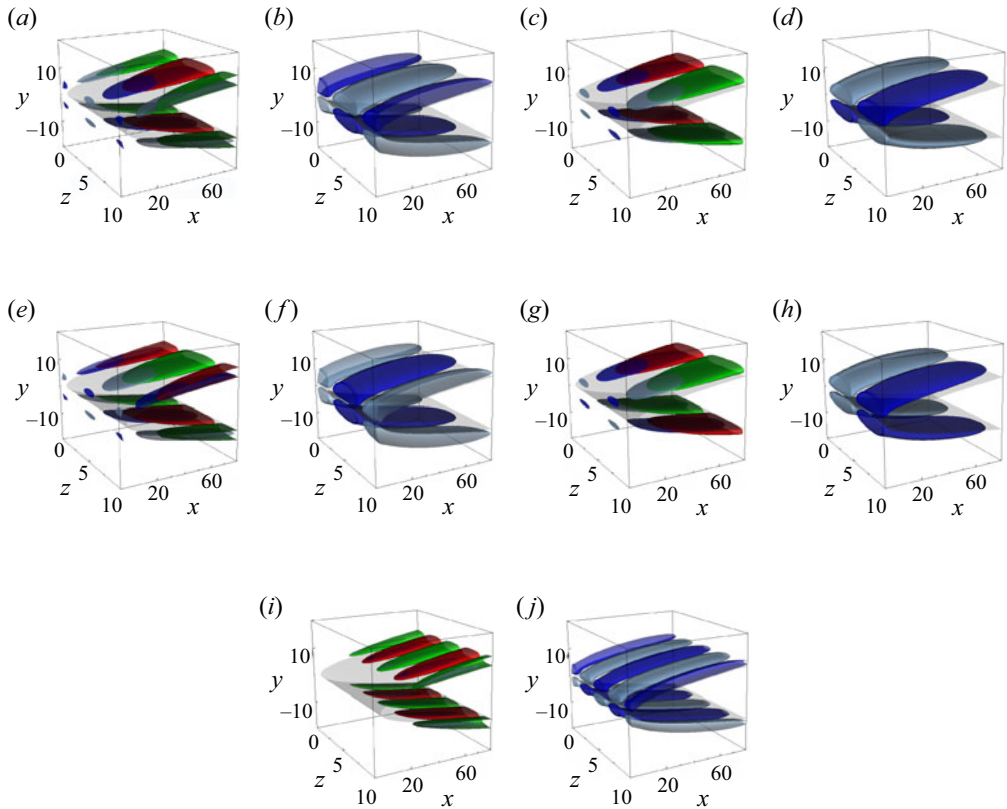 (a) (b) (c) (d)
10 10 10 10
y y y y
–10 –10 –10 –10
0 0 0 0
5 60 5 60 5 60 5 60
z 20 z 20 z 20 z 20
10 x 10 x 10 x 10 x
(e) (f) (g) (h)
10 10 10 10
y y y y
–10 –10 –10 –10
0 0 0 0
5 60 5 60 5 60 5 60
z 20 z 20 z 20 z 20
10 x 10 x 10 x 10 x
(i) (j)
10 10
y y
–10 –10
0 0
5 60 5 60
z 20 z 20
10 x 10 x